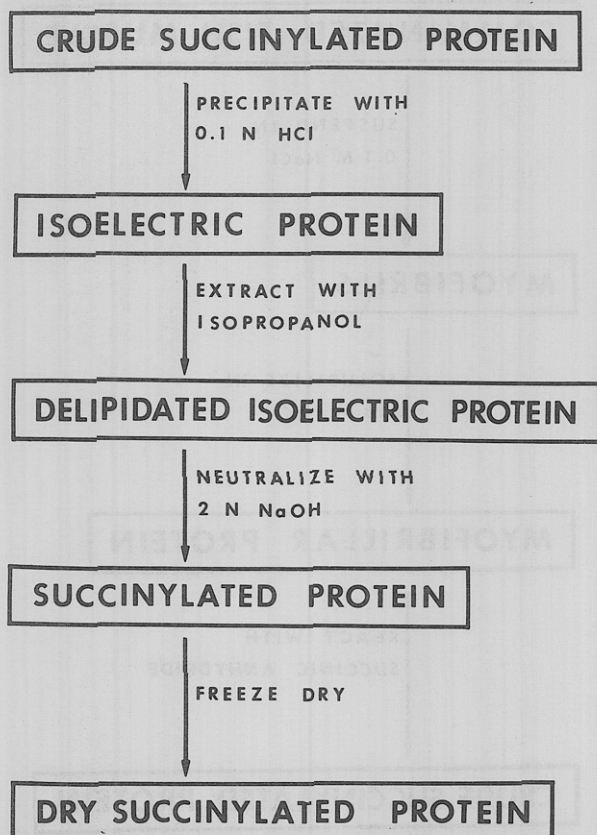 CRUDE SUCCINYLATED PROTEIN
PRECIPITATE WITH
0.1 N HCl
ISOELECTRIC PROTEIN
EXTRACT WITH
ISOPROPANOL
DELIPIDATED ISOELECTRIC PROTEIN
NEUTRALIZE WITH
2 N NaOH
SUCCINYLATED PROTEIN
FREEZE DRY
DRY SUCCINYLATED PROTEIN